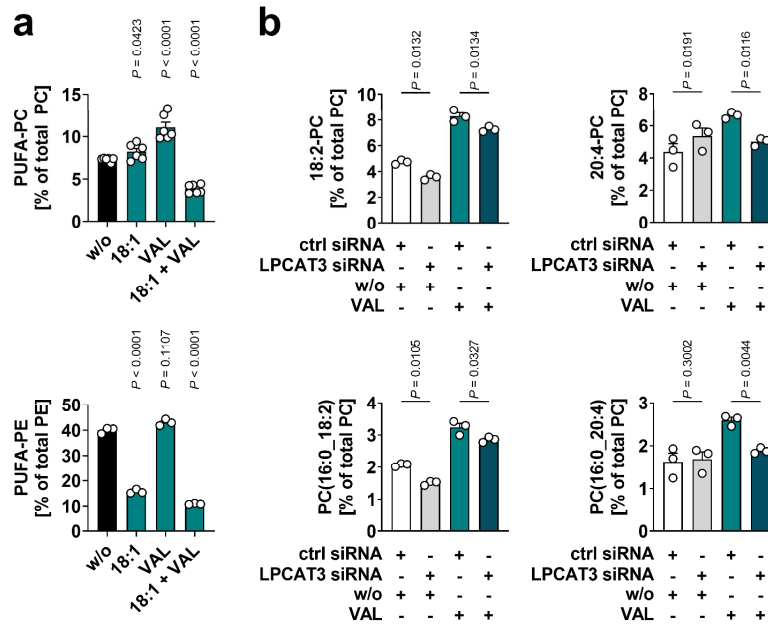 a
P = 0.0423
P < 0.0001
P < 0.0001
PUFA-PC
[% of total PC]
15
10
5
0
w/o
18:1
VAL
18:1 + VAL
P < 0.0001
P = 0.1107
P < 0.0001
PUFA-PE
[% of total PE]
50
40
30
20
10
0
w/o
18:1
VAL
18:1 + VAL
b
P = 0.0132
P = 0.0134
18:2-PC
[% of total PC]
10
8
6
4
2
0
ctrl siRNA + - + -
LPCAT3 siRNA - + - +
w/o + + - -
VAL - - + +
P = 0.0191
P = 0.0116
20:4-PC
[% of total PC]
8
6
4
2
0
ctrl siRNA + - + -
LPCAT3 siRNA - + - +
w/o + + - -
VAL - - + +
P = 0.0105
P = 0.0327
PC(16:0_18:2)
[% of total PC]
4
3
2
1
0
ctrl siRNA + - + -
LPCAT3 siRNA - + - +
w/o + + - -
VAL - - + +
P = 0.3002
P = 0.0044
PC(16:0_20:4)
[% of total PC]
3
2
1
0
ctrl siRNA + - + -
LPCAT3 siRNA - + - +
w/o + + - -
VAL - - + +